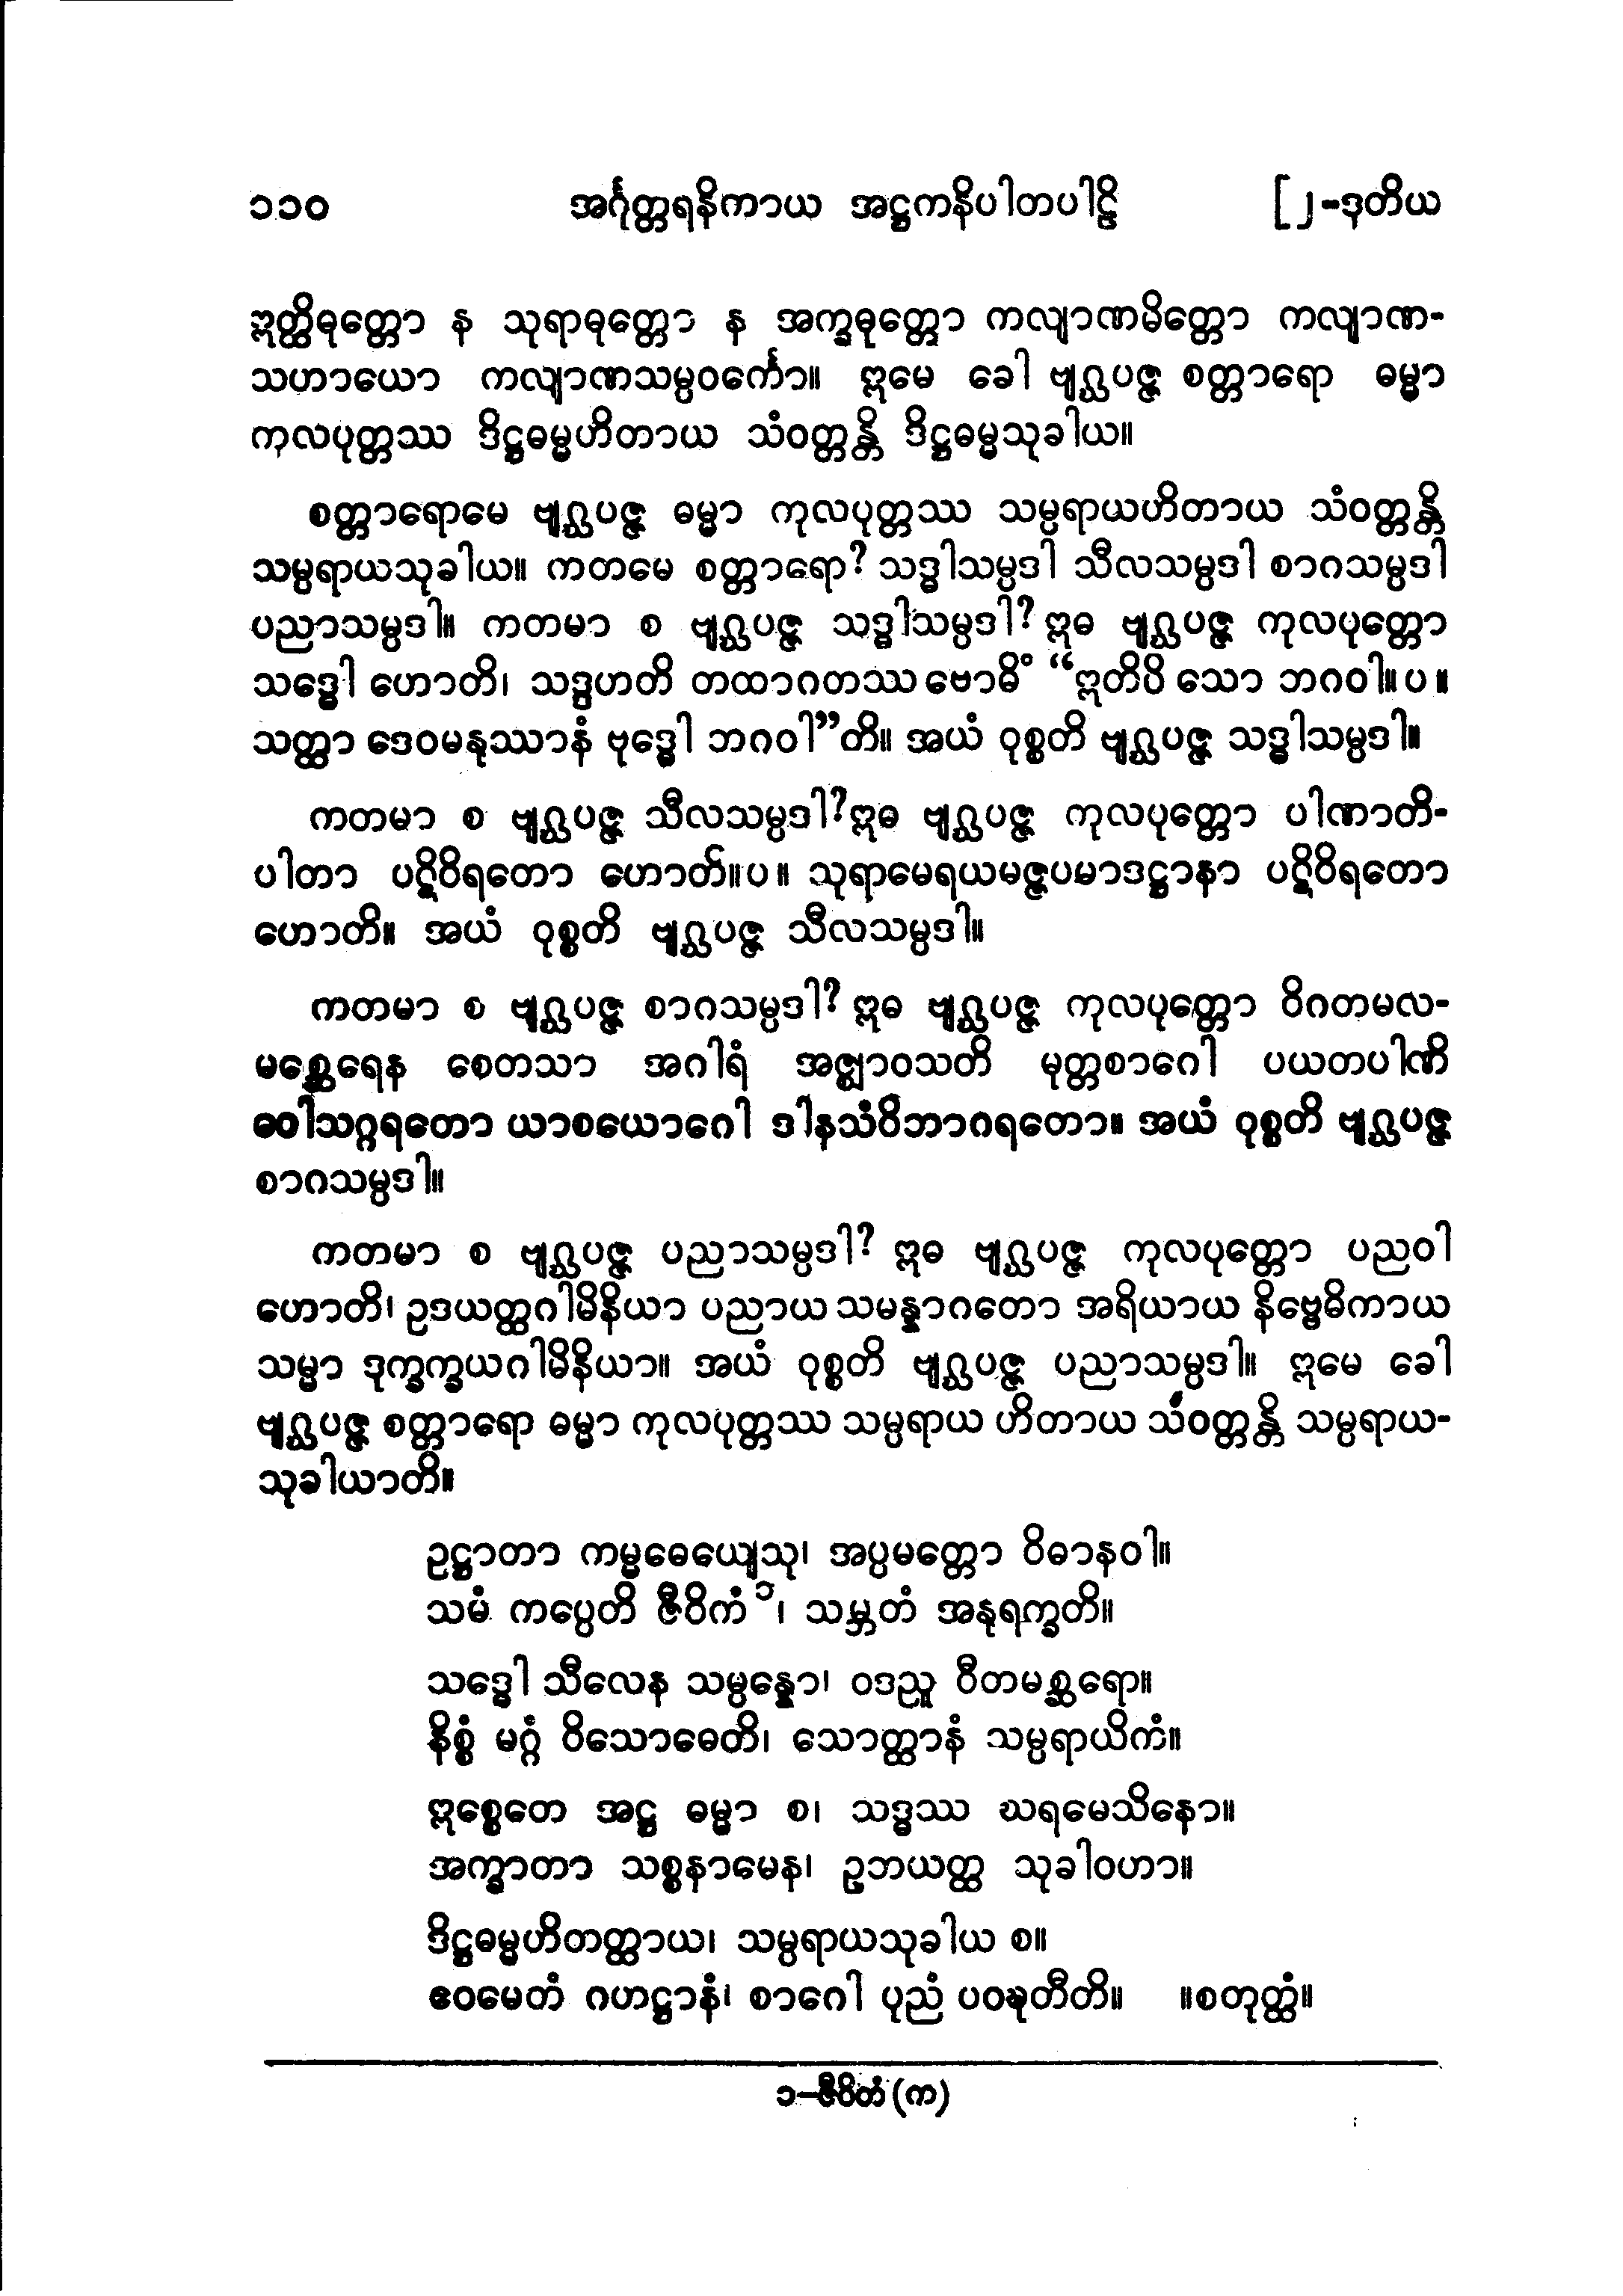 ၁၁၀ အင်္ဂုတ္တရနိကာယ အဋ္ဌကနိပါတပါဠိ [၂-ဒုတိယ
ဣတ္ထိဓုတ္တော န သုရာဓုတ္တော န အက္ခဓုတ္တော ကလျာဏမိတ္တော ကလျာဏ-
သဟာယော ကလျာဏသမ္ပဝင်္ကော။ ဣမေ ခေါ ဗျဂ္ဃပဇ္ဇ စတ္တာရော ဓမ္မာ
ကုလပုတ္တဿ ဒိဋ္ဌဓမ္မဟိတာယ သံဝတ္တန္တိ ဒိဋ္ဌဓမ္မသုခါယ။
စတ္တာရောမေ ဗျဂ္ဃပဇ္ဇ ဓမ္မာ ကုလပုတ္တဿ သမ္ပရာယဟိတာယ သံဝတ္တန္တိ
သမ္ပရာယသုခါယ။ ကတမေ စတ္တာရော? သဒ္ဓါသမ္ပဒါ သီလသမ္ပဒါ စာဂသမ္ပဒါ
ပညာသမ္ပဒါ။ ကတမာ စ ဗျဂ္ဃပဇ္ဇ သဒ္ဓါသမ္ပဒါ? ဣဓ ဗျဂ္ဃပဇ္ဇ ကုလပုတ္တော
သဒ္ဓေါ ဟောတိ၊ သဒ္ဒဟတိ တထာဂတဿ ဗောဓိံ “ဣတိပိ သော ဘဂဝါ။ပ။
သတ္ထာ ဒေဝမနုဿာနံ ဗုဒ္ဓေါ ဘဂဝါ”တိ။ အယံ ဝုစ္စတိ ဗျဂ္ဃပဇ္ဇ သဒ္ဓါသမ္ပဒါ။
ကတမာ စ ဗျဂ္ဃပဇ္ဇ သီလသမ္ပဒါ?ဣဓ ဗျဂ္ဃပဇ္ဇ ကုလပုတ္တော ပါဏာတိ-
ပါတာ ပဋိဝိရတော ဟောတိ။ပ။ သုရာမေရယမဇ္ဇပမာဒဋ္ဌာနာ ပဋိဝိရတော
ဟောတိ။ အယံ ဝုစ္စတိ ဗျဂ္ဃပဇ္ဇ သီလသမ္ပဒါ။
ကတမာ စ ဗျဂ္ဃပဇ္ဇ စာဂသမ္ပဒါ? ဣဓ ဗျဂ္ဃပဇ္ဇ ကုလပုတ္တော ဝိဂတမလ-
မစ္ဆေရေန စေတသာ အဂါရံ အဇ္ဈာဝသတိ မုတ္တစာဂေါ ပယတပါဏိ
ဝေါသဂ္ဂရတော ယာစယောဂေါ ဒါနသံဝိဘာဂရတော။ အယံ ဝုစ္စတိ ဗျဂ္ဃပဇ္ဇ
စာဂသမ္ပဒါ။
ကတမာ စ ဗျဂ္ဃပဇ္ဇ ပညာသမ္ပဒါ? ဣဓ ဗျဂ္ဃပဇ္ဇ ကုလပုတ္တော ပညဝါ
ဟောတိ၊ ဥဒယတ္ထဂါမိနိယာ ပညာယ သမန္နာဂတော အရိယာယ နိဗ္ဗေဓိကာယ
သမ္မာ ဒုက္ခက္ခယဂါမိနိယာ။ အယံ ဝုစ္စတိ ဗျဂ္ဃပဇ္ဇ ပညာသမ္ပဒါ။ ဣမေ ခေါ
ဗျဂ္ဃပဇ္ဇ စတ္တာရော ဓမ္မာ ကုလပုတ္တဿ သမ္ပရာယ ဟိတာယ သံဝတ္တန္တိ သမ္ပရာယ-
သုခါယာတိ။
ဥဋ္ဌာတာ ကမ္မဓေယျေသု၊ အပ္ပမတ္တော ဝိဓာနဝါ။
သမံ ကပ္ပေတိ ဇီဝိကံ၁၊ သမ္ဘတံ အနုရက္ခတိ။
သဒ္ဓေါ သီလေန သမ္ပန္နော၊ ဝဒညူ ဝီတမစ္ဆရော။
နိစ္စံ မဂ္ဂံ ဝိသောဓေတိ၊ သောတ္ထာနံ သမ္ပရာယိကံ။
ဣစ္စေတေ အဋ္ဌ ဓမ္မာ စ၊ သဒ္ဓဿ ဃရမေသိနော။
အက္ခာတာ သစ္စနာမေန၊ ဥဘယတ္ထ သုခါဝဟာ။
ဒိဋ္ဌဓမ္မဟိတတ္ထာယ၊ သမ္ပရာယသုခါယ စ။
ဧဝမေတံ ဂဟဋ္ဌာနံ၊ စာဂေါ ပုညံ ပဝဍ္ဎတီတိ။ ။စတုတ္ထံ။
၁-ဇီဝိတံ (က)